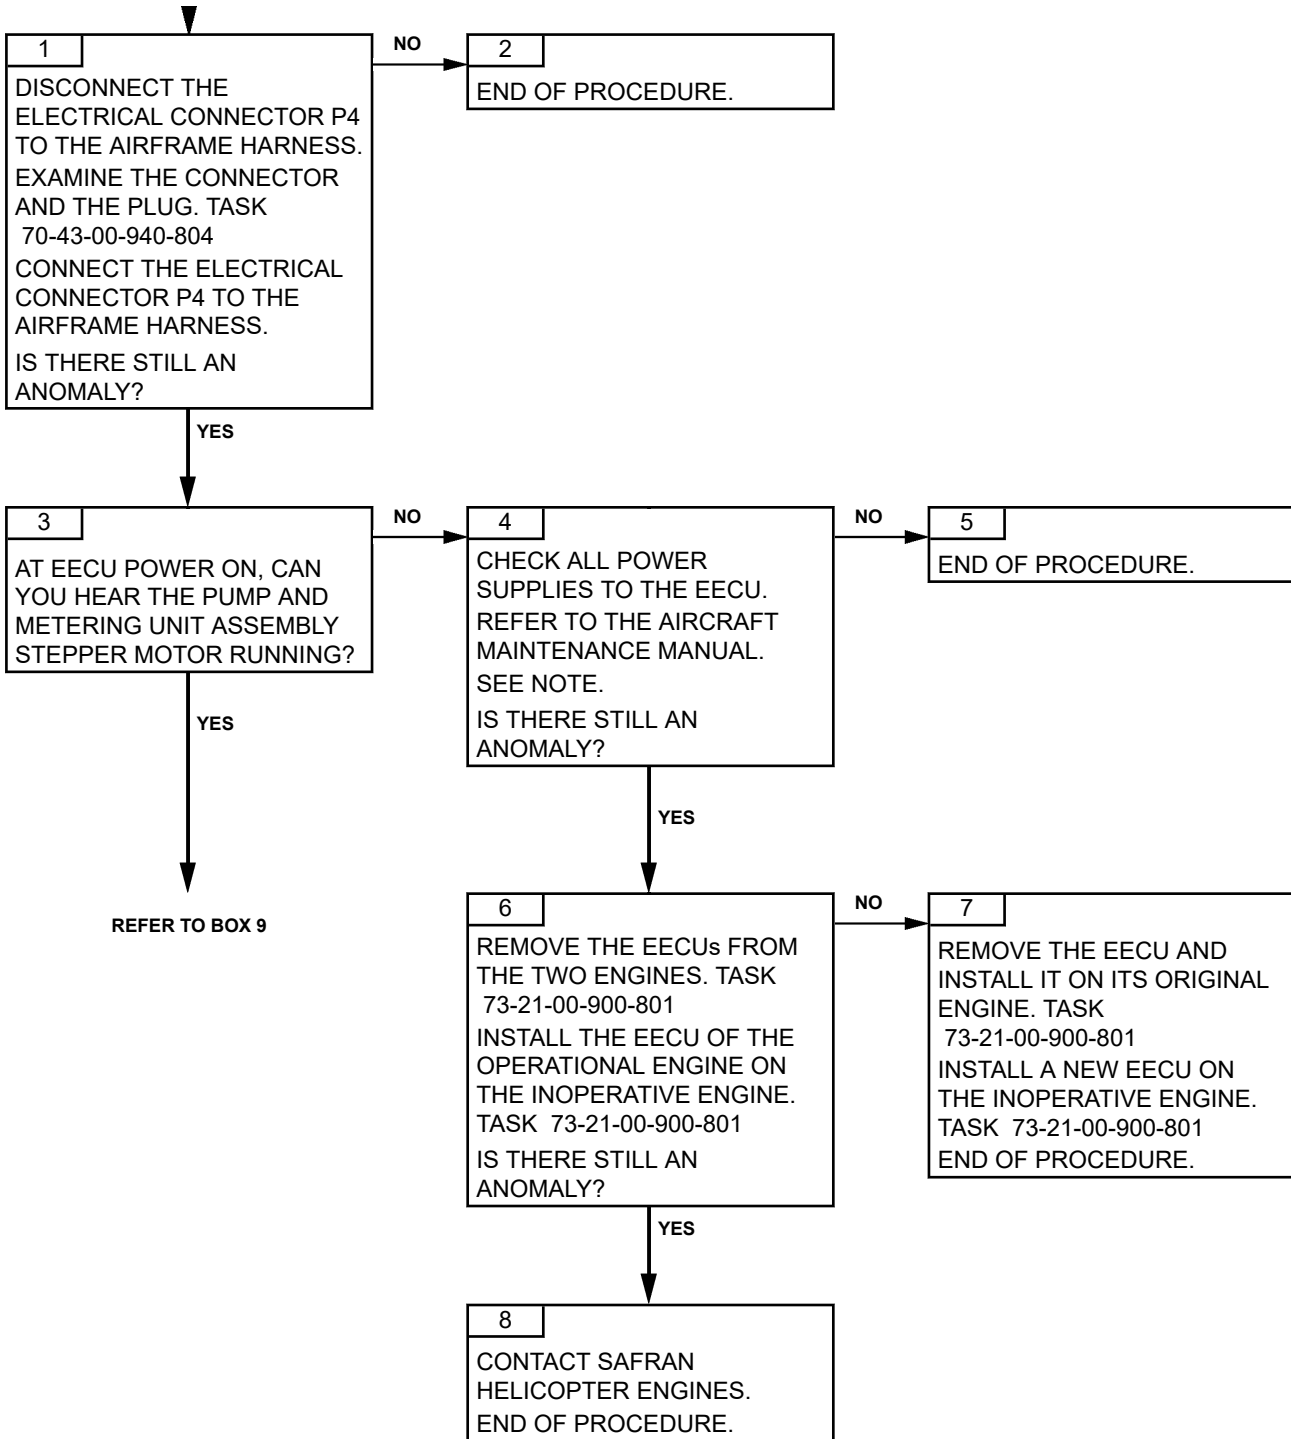 1
DISCONNECT THE
ELECTRICAL CONNECTOR P4
TO THE AIRFRAME HARNESS.
EXAMINE THE CONNECTOR
AND THE PLUG. TASK
70-43-00-940-804
CONNECT THE ELECTRICAL
CONNECTOR P4 TO THE
AIRFRAME HARNESS.
IS THERE STILL AN
ANOMALY?
NO
2
END OF PROCEDURE.
YES
3
AT EECU POWER ON, CAN
YOU HEAR THE PUMP AND
METERING UNIT ASSEMBLY
STEPPER MOTOR RUNNING?
NO
4
CHECK ALL POWER
SUPPLIES TO THE EECU.
REFER TO THE AIRCRAFT
MAINTENANCE MANUAL.
SEE NOTE.
IS THERE STILL AN
ANOMALY?
NO
5
END OF PROCEDURE.
YES
REFER TO BOX 9
YES
6
REMOVE THE EECUs FROM
THE TWO ENGINES. TASK
73-21-00-900-801
INSTALL THE EECU OF THE
OPERATIONAL ENGINE ON
THE INOPERATIVE ENGINE.
TASK 73-21-00-900-801
IS THERE STILL AN
ANOMALY?
NO
7
REMOVE THE EECU AND
INSTALL IT ON ITS ORIGINAL
ENGINE. TASK
73-21-00-900-801
INSTALL A NEW EECU ON
THE INOPERATIVE ENGINE.
TASK 73-21-00-900-801
END OF PROCEDURE.
YES
8
CONTACT SAFRAN
HELICOPTER ENGINES.
END OF PROCEDURE.